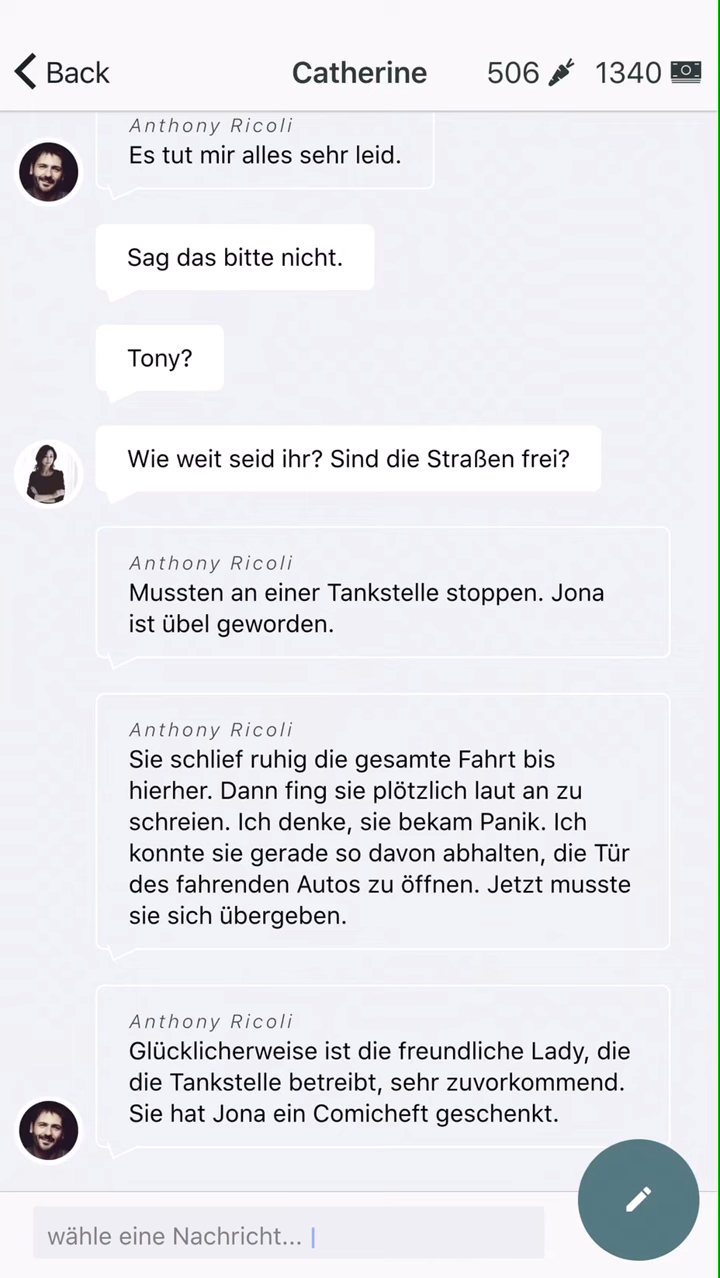 Back
Catherine
506
1340
Anthony Ricoli
Es tut mir alles sehr leid.
Sag das bitte nicht.
Tony?
Wie weit seid ihr? Sind die Straßen frei?
Anthony Ricoli
Mussten an einer Tankstelle stoppen. Jona
ist übel geworden.
Anthony Ricoli
Sie schlief ruhig die gesamte Fahrt bis
hierher. Dann fing sie plötzlich laut an zu
schreien. Ich denke, sie bekam Panik. Ich
konnte sie gerade so davon abhalten, die Tür
des fahrenden Autos zu öffnen. Jetzt musste
sie sich übergeben.
Anthony Ricoli
Glücklicherweise ist die freundliche Lady, die
die Tankstelle betreibt, sehr zuvorkommend.
Sie hat Jona ein Comicheft geschenkt.
wähle eine Nachricht...